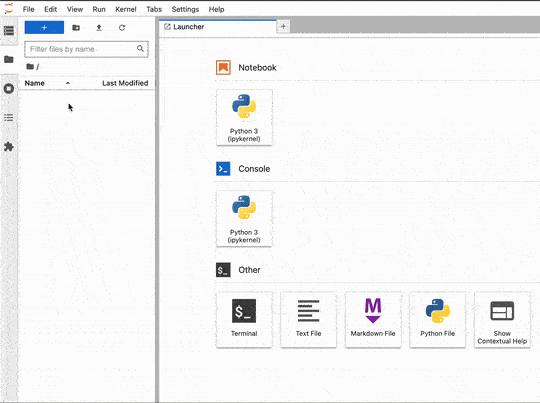 File Edit View Run Kernel Tabs Settings Help
+
Filter files by name
/
Name Last Modified
Launcher
+
Notebook
Python 3
(ipykernel)
Console
Python 3
(ipykernel)
$_ Other
$_
M
Terminal Text File Markdown File Python File Show
Contextual Help